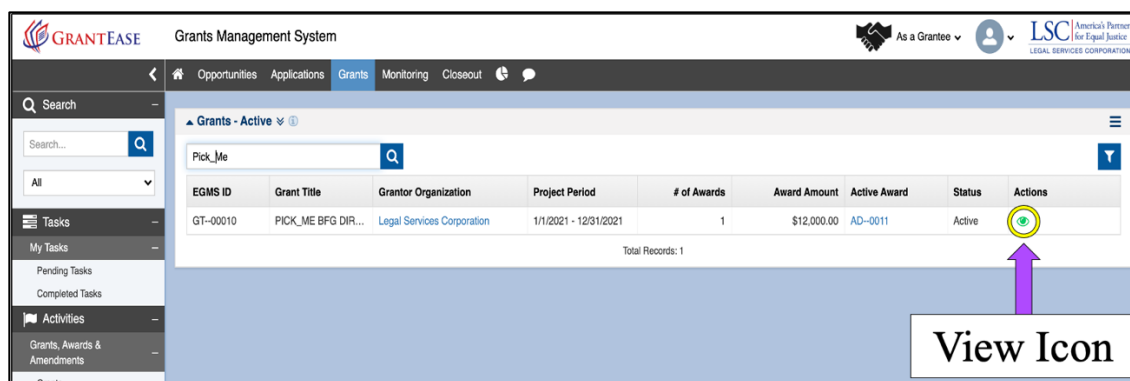 GRANTEASE
Grants Management System
As a Grantee
LSC America's Partner
for Equal Justice
LEGAL SERVICES CORPORATION
Opportunities Applications Grants Monitoring Closeout
Search
Grants - Active
Search...
Pick_Me
All
EGMS ID Grant Title Grantor Organization Project Period # of Awards Award Amount Active Award Status Actions
GT--00010 PICK_ME BFG DIR... Legal Services Corporation 1/1/2021 - 12/31/2021 1 $12,000.00 AD--0011 Active
Total Records: 1
Tasks
My Tasks
Pending Tasks
Completed Tasks
Activities
Grants, Awards &
Amendments
View Icon